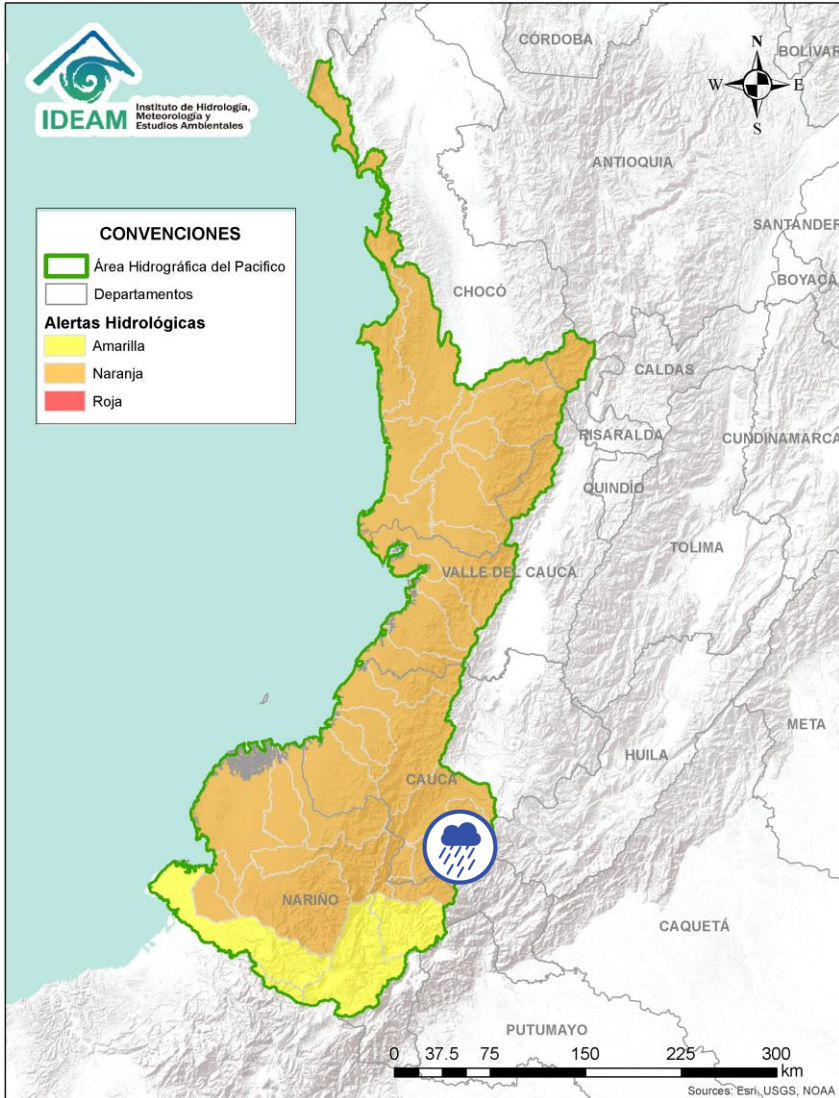 IDEAM
Instituto de Hidrología,
Meteorología y
Estudios Ambientales
CÓRDOBA
BOLÍVAR
N
W
E
S
ANTIOQUIA
SANTANDER
BOYACÁ
CONVENCIONES
Área Hidrográfica del Pacifico
Departamentos
Alertas Hidrológicas
Amarilla
Naranja
Roja
CHOCÓ
CALDAS
RISARALDA
CUNDINAMARCA
QUINDÍO
TOLIMA
VALLE DEL CAUCA
META
HUILA
CAUCA
NARIÑO
CAQUETÁ
PUTUMAYO
0 37.5 75 150 225 300
km
Sources: Esri, USGS, NOAA